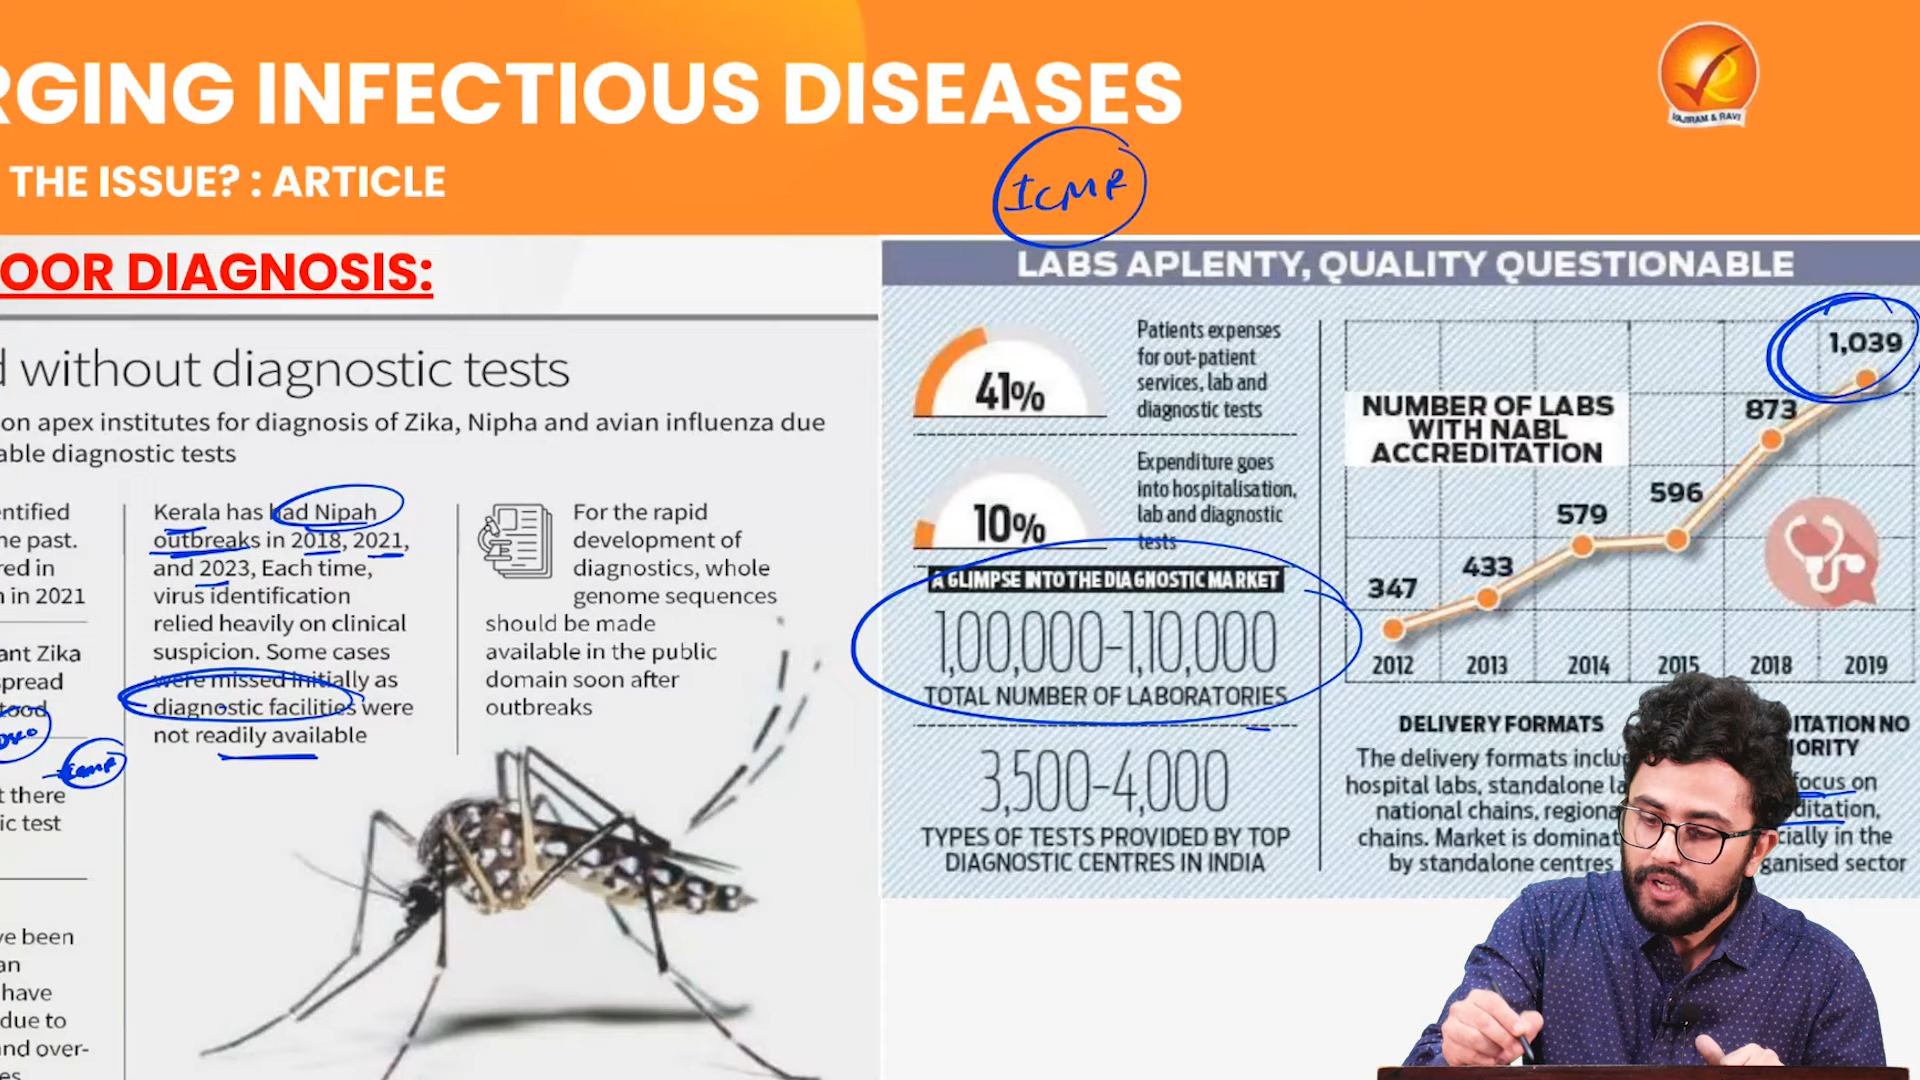 RGING INFECTIOUS DISEASES
THE ISSUE? : ARTICLE
VAJIRAM & RAVI
ICMR
OOR DIAGNOSIS:
d without diagnostic tests
on apex institutes for diagnosis of Zika, Nipha and avian influenza due
able diagnostic tests
entified
ne past.
red in
n in 2021
ant Zika
pread
tood
ICMR
t there
ic test
ve been
an
have
due to
and over-
es
Kerala has had Nipah
outbreaks in 2018, 2021,
and 2023, Each time,
virus identification
relied heavily on clinical
suspicion. Some cases
were missed initially as
diagnostic facilities were
not readily available
For the rapid
development of
diagnostics, whole
genome sequences
should be made
available in the public
domain soon after
outbreaks
LABS APLENTY, QUALITY QUESTIONABLE
41%
Patients expenses
for out-patient
services, lab and
diagnostic tests
10%
Expenditure goes
into hospitalisation,
lab and diagnostic
tests
A GLIMPSE INTO THE DIAGNOSTIC MARKET
1,00,000-1,10,000
TOTAL NUMBER OF LABORATORIES
3,500-4,000
TYPES OF TESTS PROVIDED BY TOP
DIAGNOSTIC CENTRES IN INDIA
NUMBER OF LABS
WITH NABL
ACCREDITATION
347
433
579
596
873
1,039
2012 2013 2014 2015 2018 2019
DELIVERY FORMATS
The delivery formats inclu
hospital labs, standalone la
national chains, regiona
chains. Market is dominat
by standalone centres
ITATION NO
IORITY
focus on
ditation,
cially in the
ganised sector